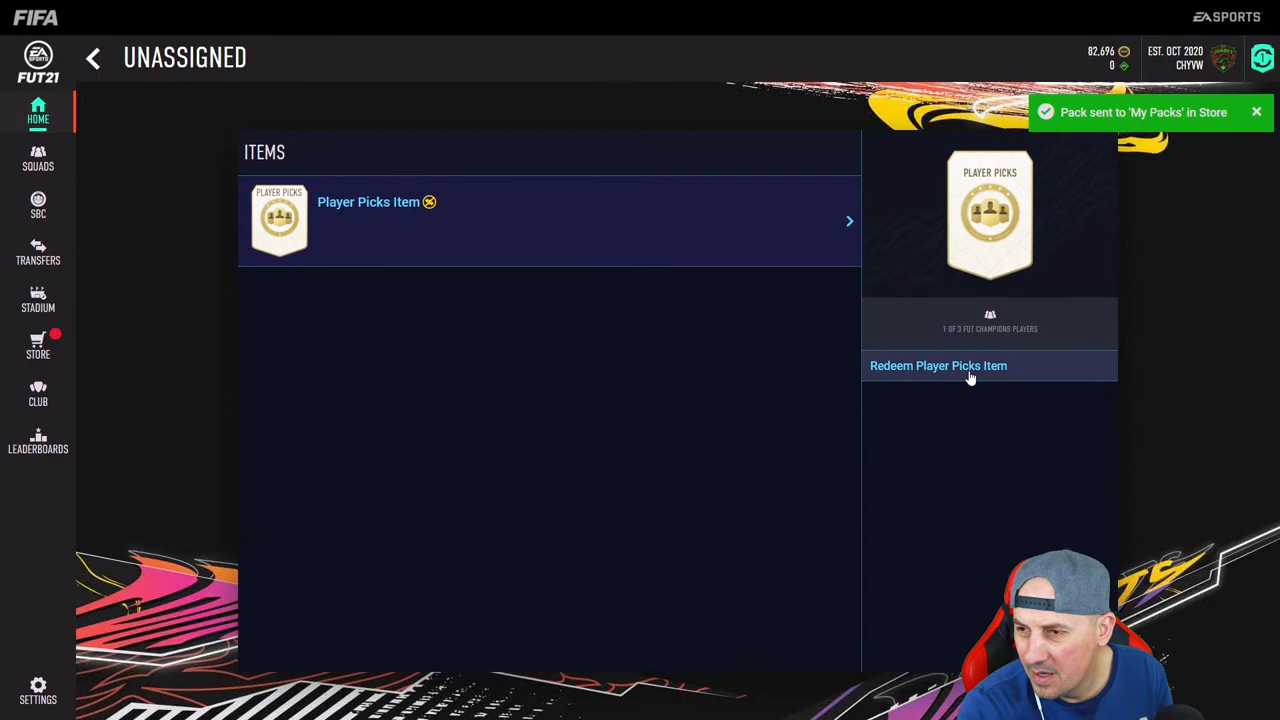 FIFA
EA SPORTS
EA SPORTS
FUT21
UNASSIGNED
82,696
0
EST. OCT 2020
CHYVW
Pack sent to 'My Packs' in Store
HOME
SQUADS
SBC
TRANSFERS
STADIUM
STORE
CLUB
LEADERBOARDS
SETTINGS
ITEMS
PLAYER PICKS
Player Picks Item
PLAYER PICKS
1 OF 3 FUT CHAMPIONS PLAYERS
Redeem Player Picks Item